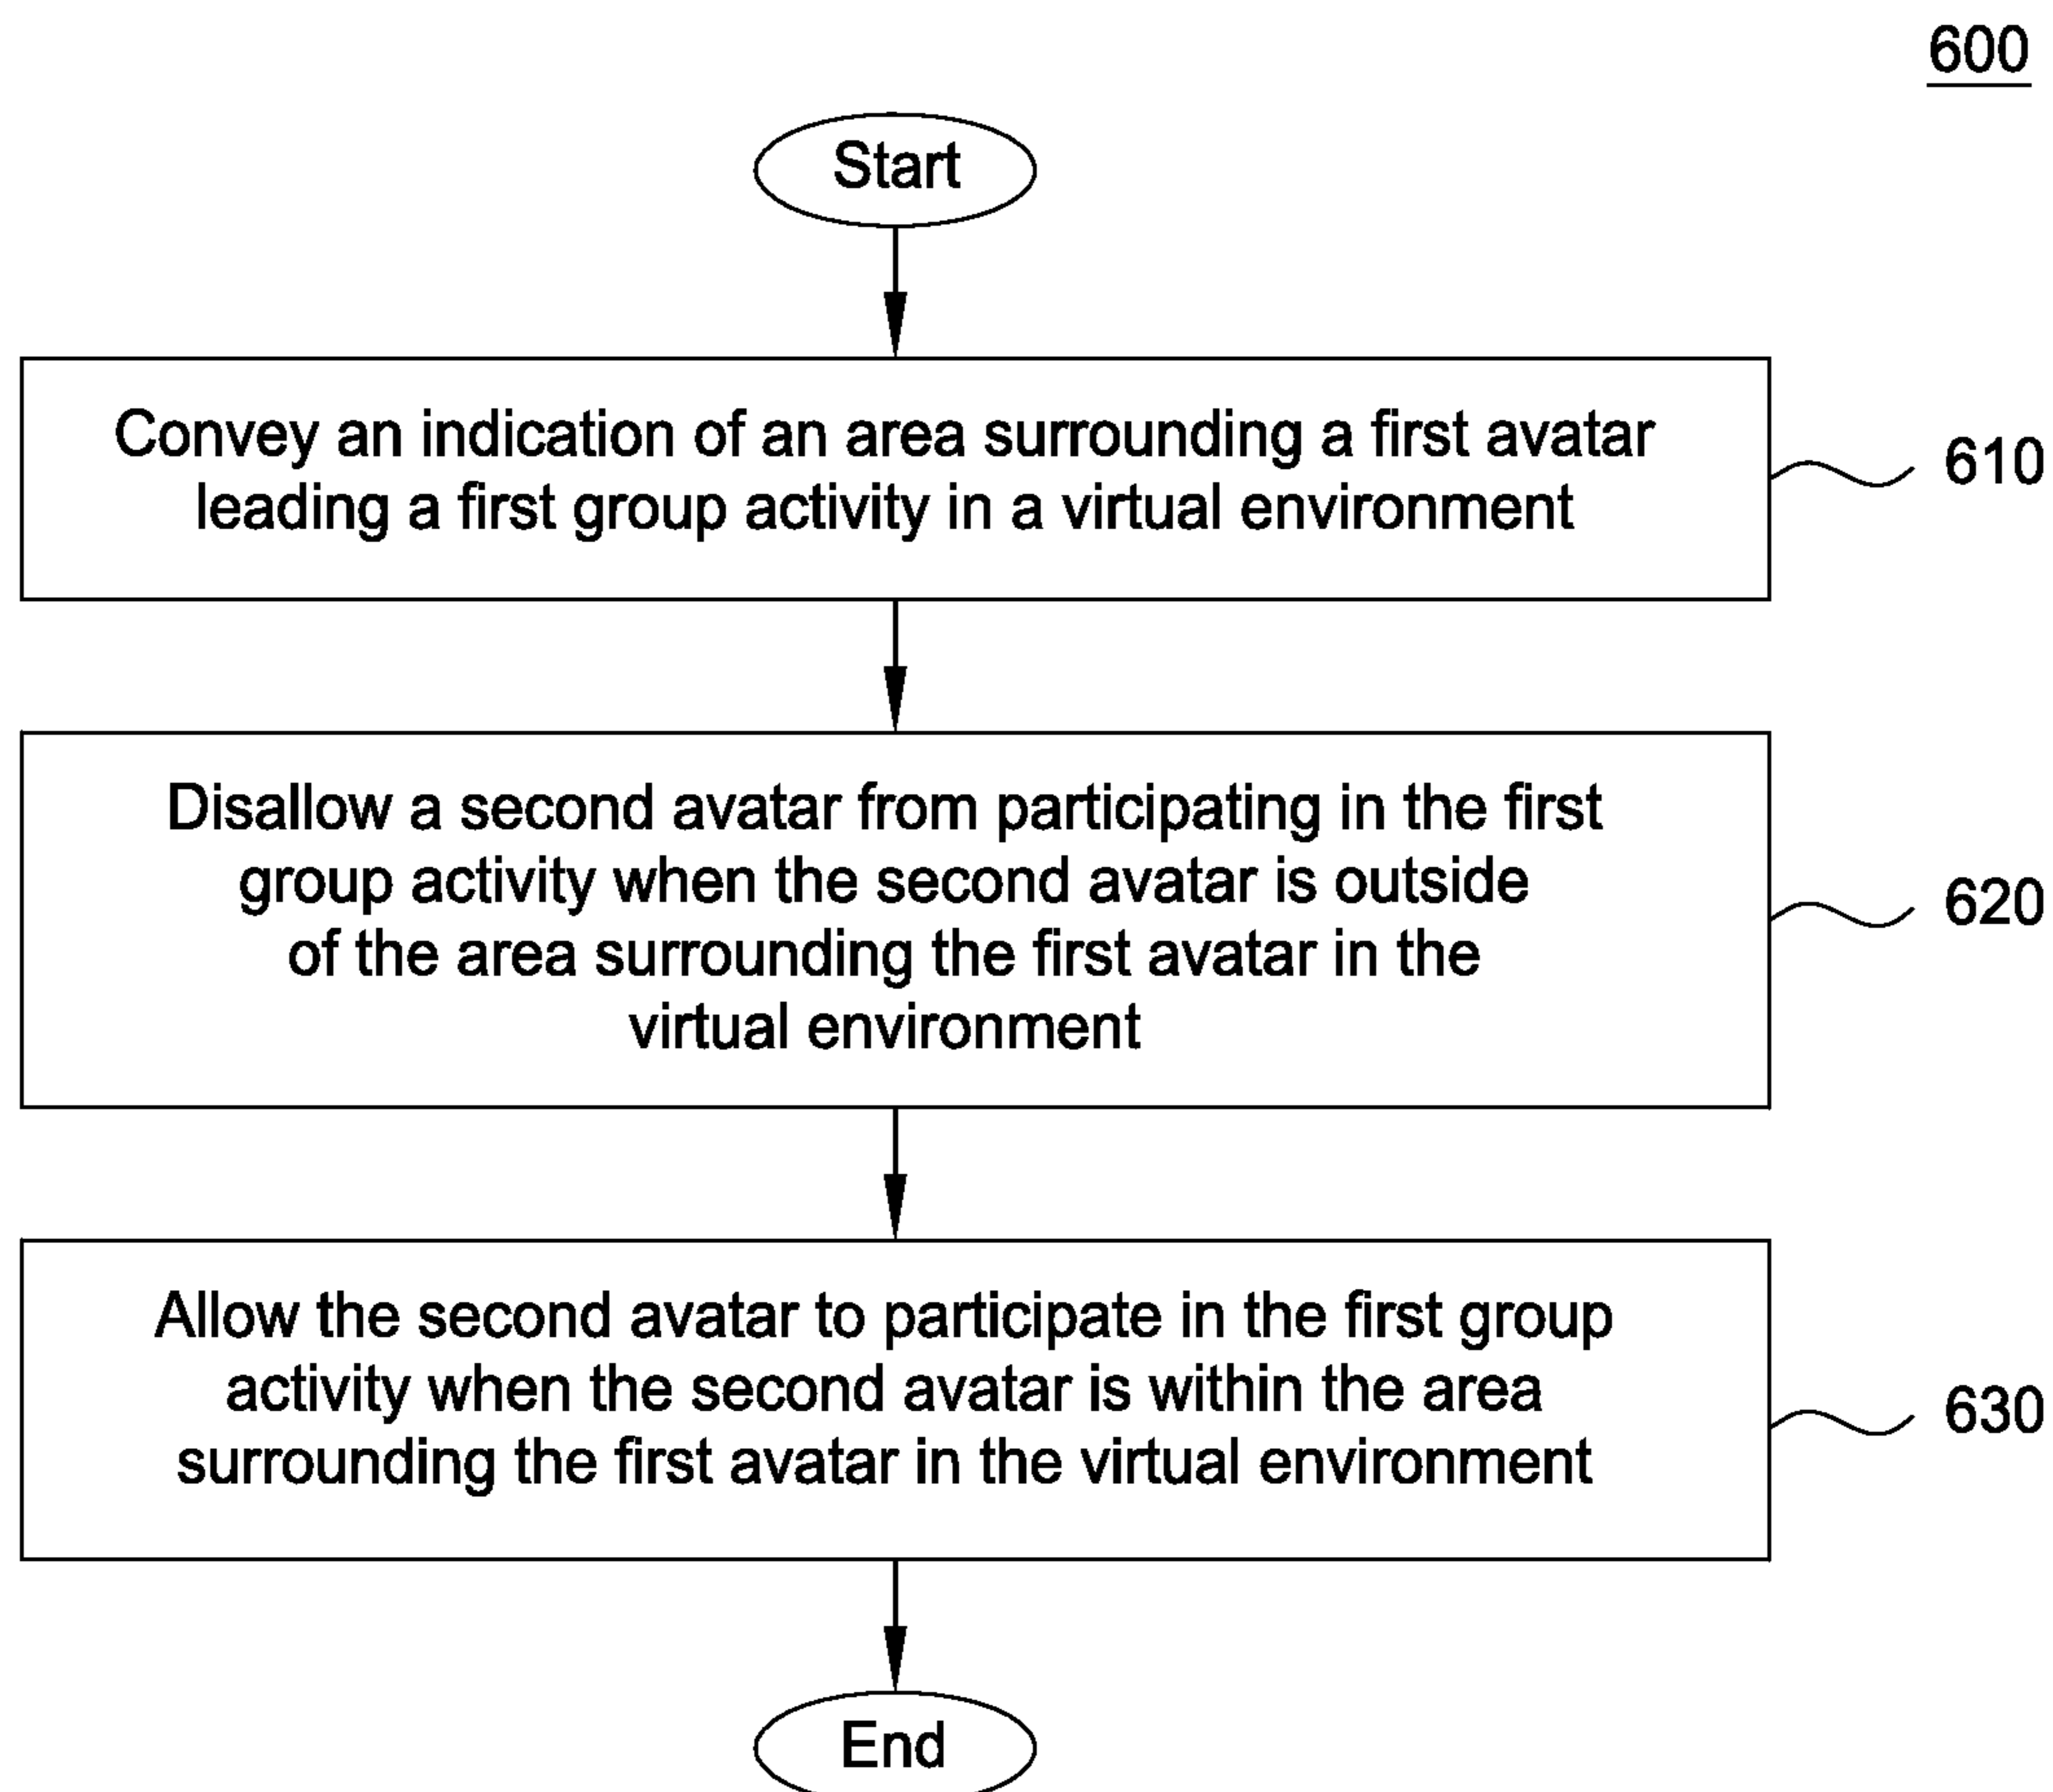 600
Start
Convey an indication of an area surrounding a first avatar
leading a first group activity in a virtual environment
610
Disallow a second avatar from participating in the first
group activity when the second avatar is outside
of the area surrounding the first avatar in the
virtual environment
620
Allow the second avatar to participate in the first group
activity when the second avatar is within the area
surrounding the first avatar in the virtual environment
630
End